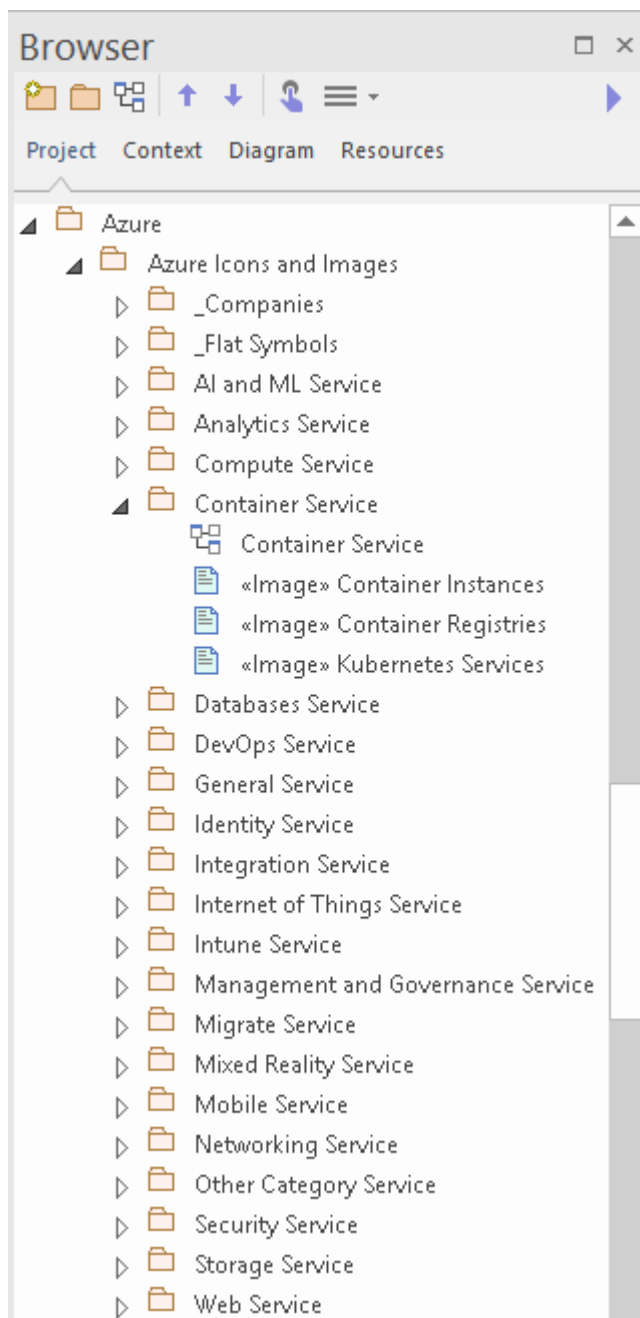 Browser
Project Context Diagram Resources
Azure
Azure Icons and Images
_Companies
_Flat Symbols
AI and ML Service
Analytics Service
Compute Service
Container Service
Container Service
«Image» Container Instances
«Image» Container Registries
«Image» Kubernetes Services
Databases Service
DevOps Service
General Service
Identity Service
Integration Service
Internet of Things Service
Intune Service
Management and Governance Service
Migrate Service
Mixed Reality Service
Mobile Service
Networking Service
Other Category Service
Security Service
Storage Service
Web Service